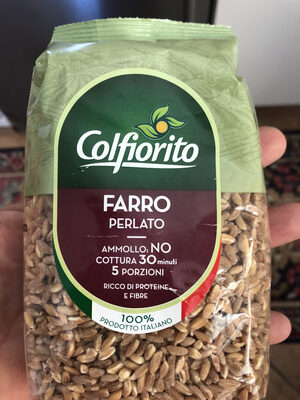 Colfiorito
FARRO
PERLATO
AMMOLLO: NO
COTTURA 30 minuti
5 PORZIONI
RICCO DI PROTEINE
E FIBRE
100%
PRODOTTO ITALIANO